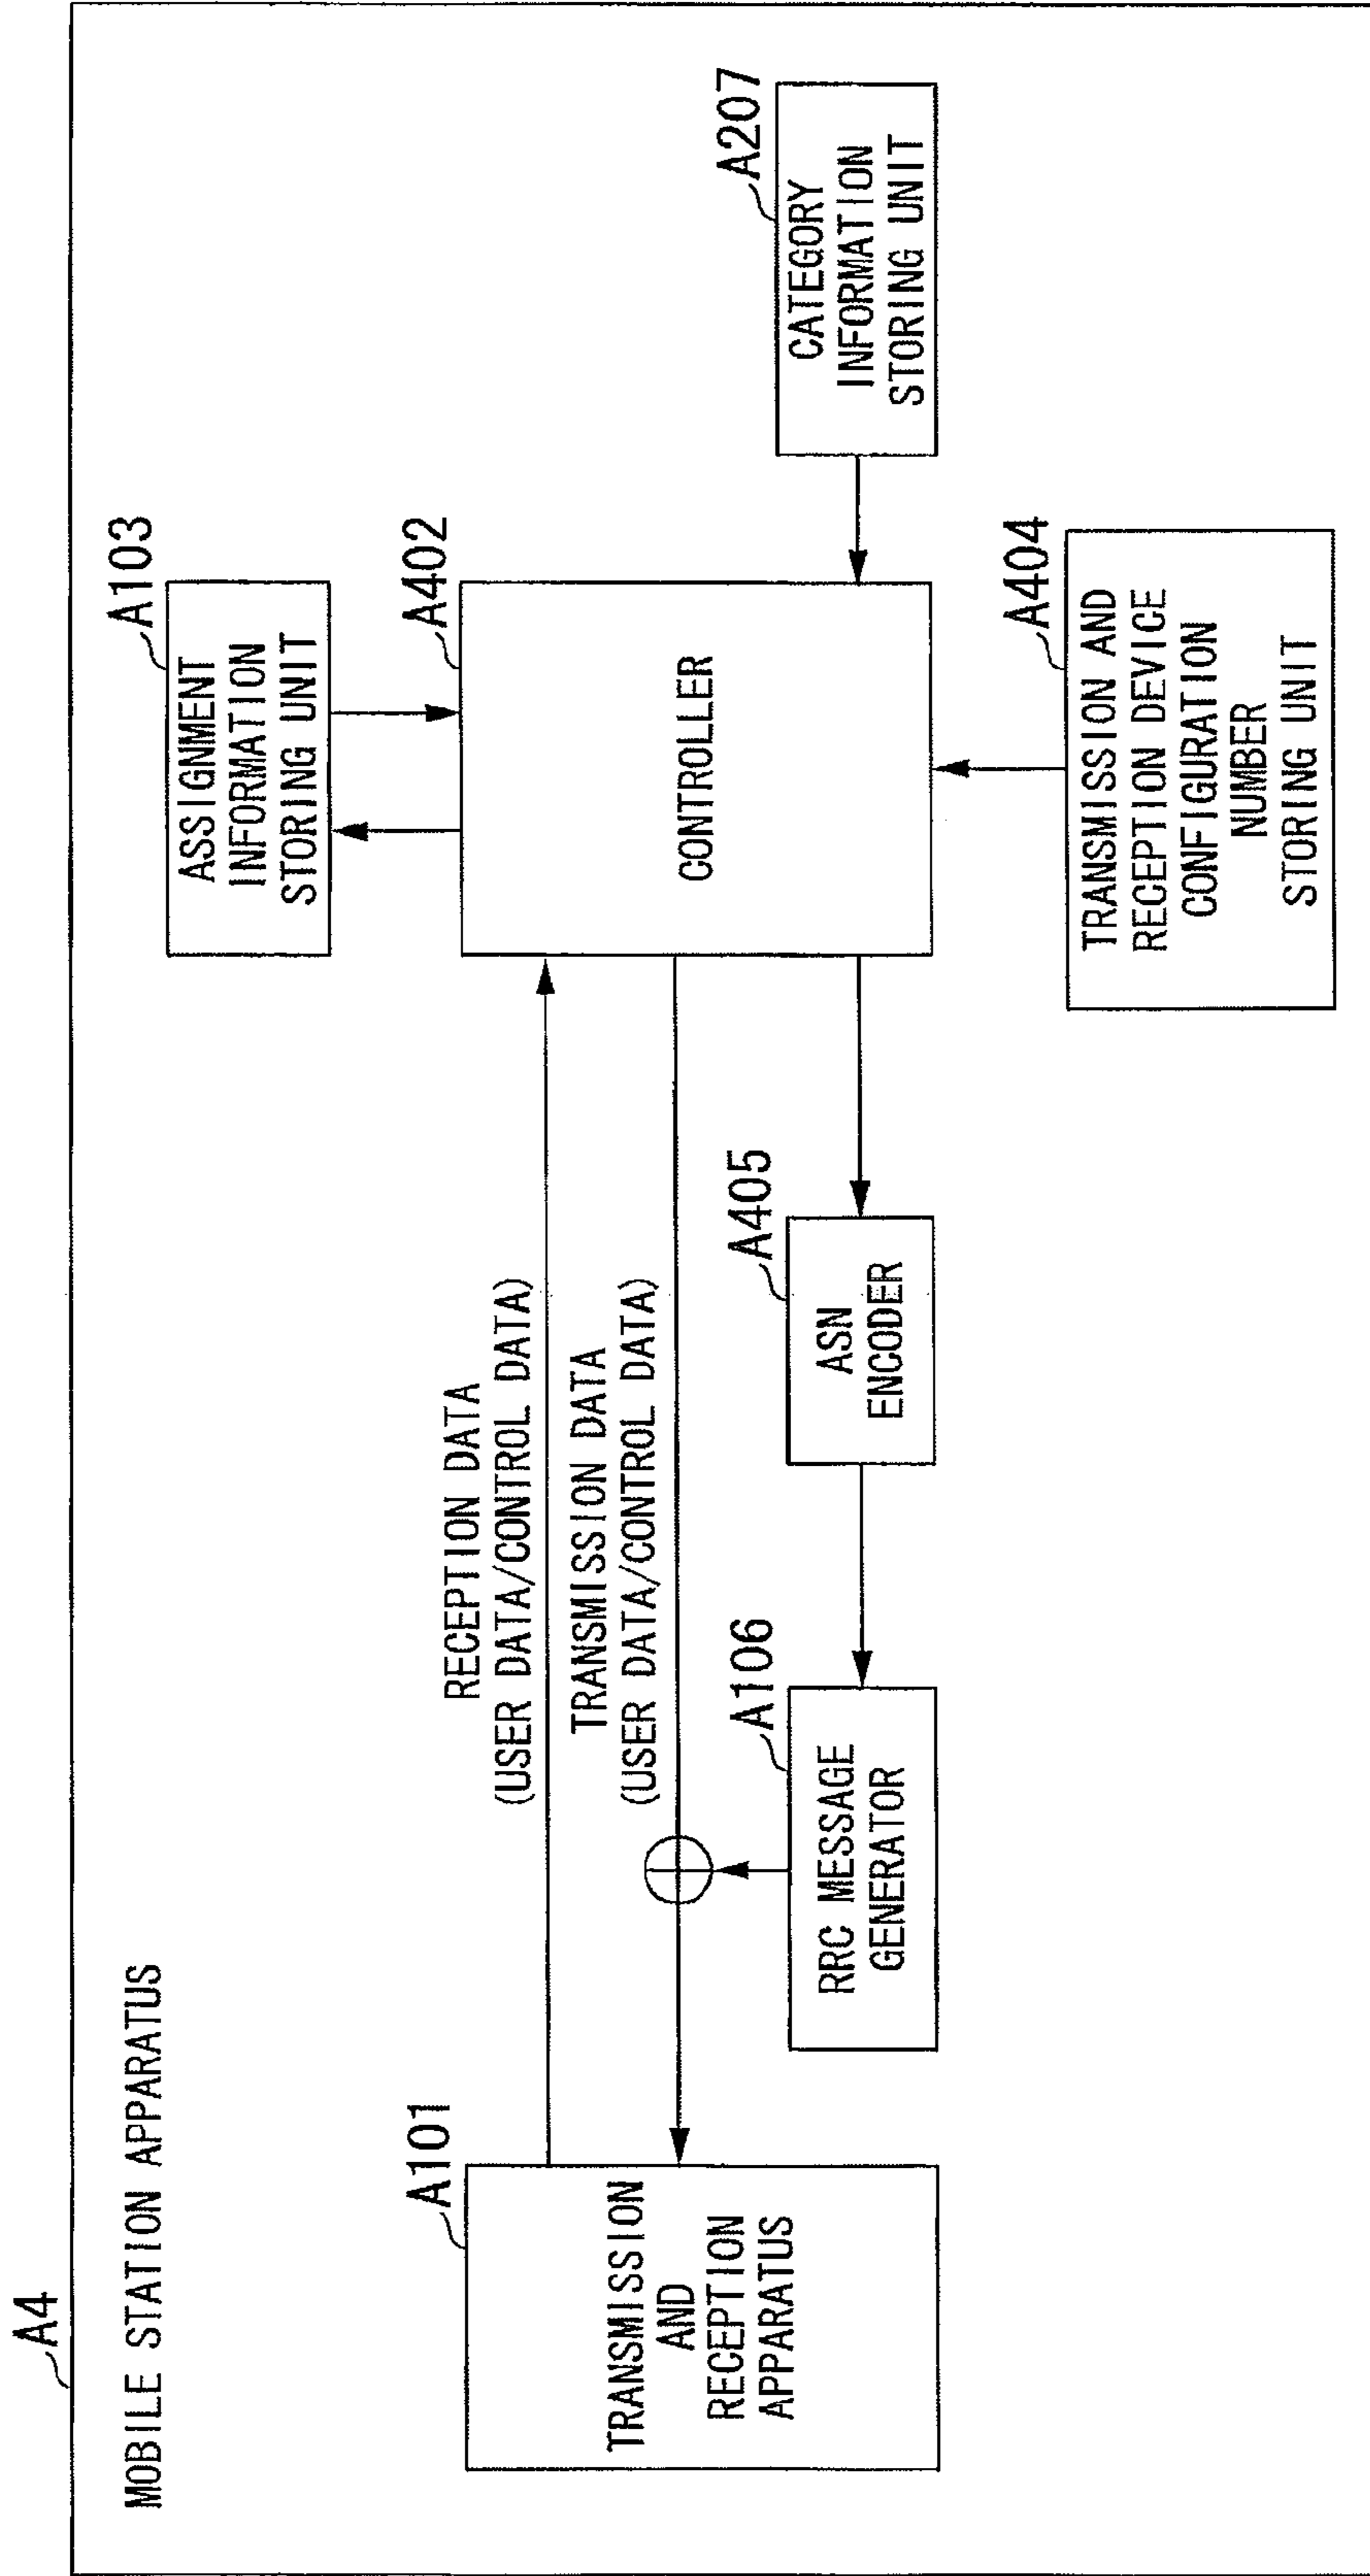 A4
MOBILE STATION APPARATUS
A101
TRANSMISSION
AND
RECEPTION
APPARATUS
RECEPTION DATA
(USER DATA/CONTROL DATA)
TRANSMISSION DATA
(USER DATA/CONTROL DATA)
A106
RRC MESSAGE
GENERATOR
A405
ASN
ENCODER
A103
ASSIGNMENT
INFORMATION
STORING UNIT
A402
CONTROLLER
A404
TRANSMISSION AND
RECEPTION DEVICE
CONFIGURATION
NUMBER
STORING UNIT
A207
CATEGORY
INFORMATION
STORING UNIT